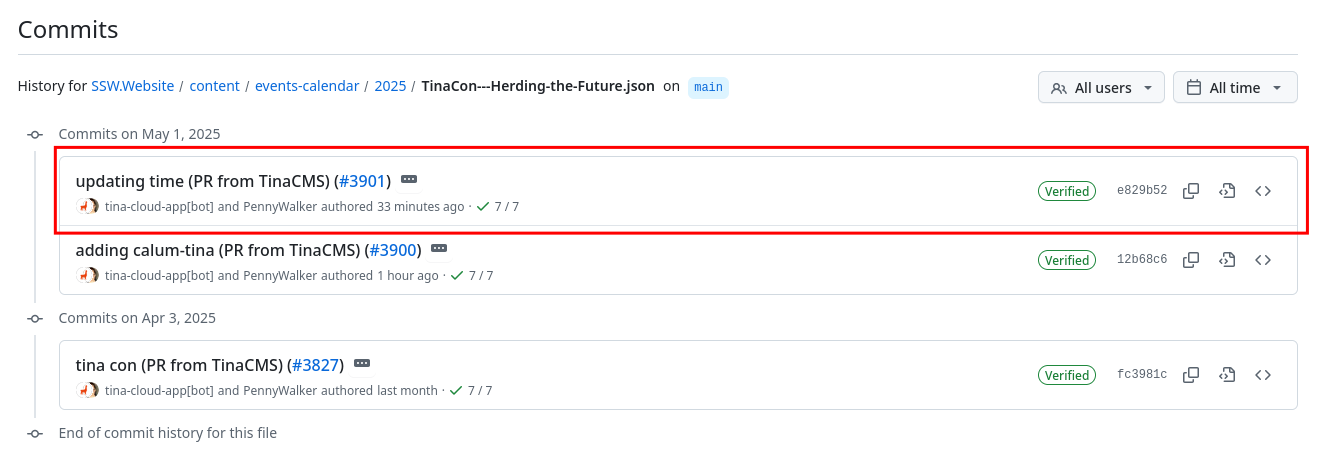 Commits
History for SSW.Website / content / events-calendar / 2025 / TinaCon---Herding-the-Future.json on main
All users
All time
Commits on May 1, 2025
updating time (PR from TinaCMS) (#3901)
Verified
e829b52
tina-cloud-app[bot] and PennyWalker authored 33 minutes ago · 7 / 7
adding calum-tina (PR from TinaCMS) (#3900)
Verified
12b68c6
tina-cloud-app[bot] and PennyWalker authored 1 hour ago · 7 / 7
Commits on Apr 3, 2025
tina con (PR from TinaCMS) (#3827)
Verified
fc3981c
tina-cloud-app[bot] and PennyWalker authored last month · 7 / 7
End of commit history for this file